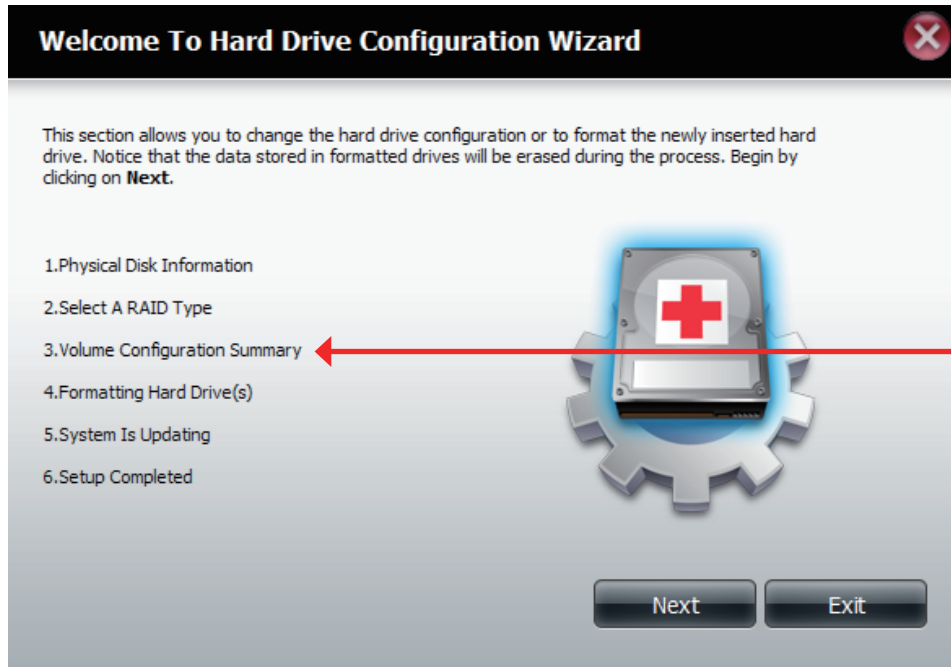 Welcome To Hard Drive Configuration Wizard
This section allows you to change the hard drive configuration or to format the newly inserted hard
drive. Notice that the data stored in formatted drives will be erased during the process. Begin by
clicking on Next.
1.Physical Disk Information
2.Select A RAID Type
3.Volume Configuration Summary
4.Formatting Hard Drive(s)
5.System Is Updating
6.Setup Completed
Next
Exit